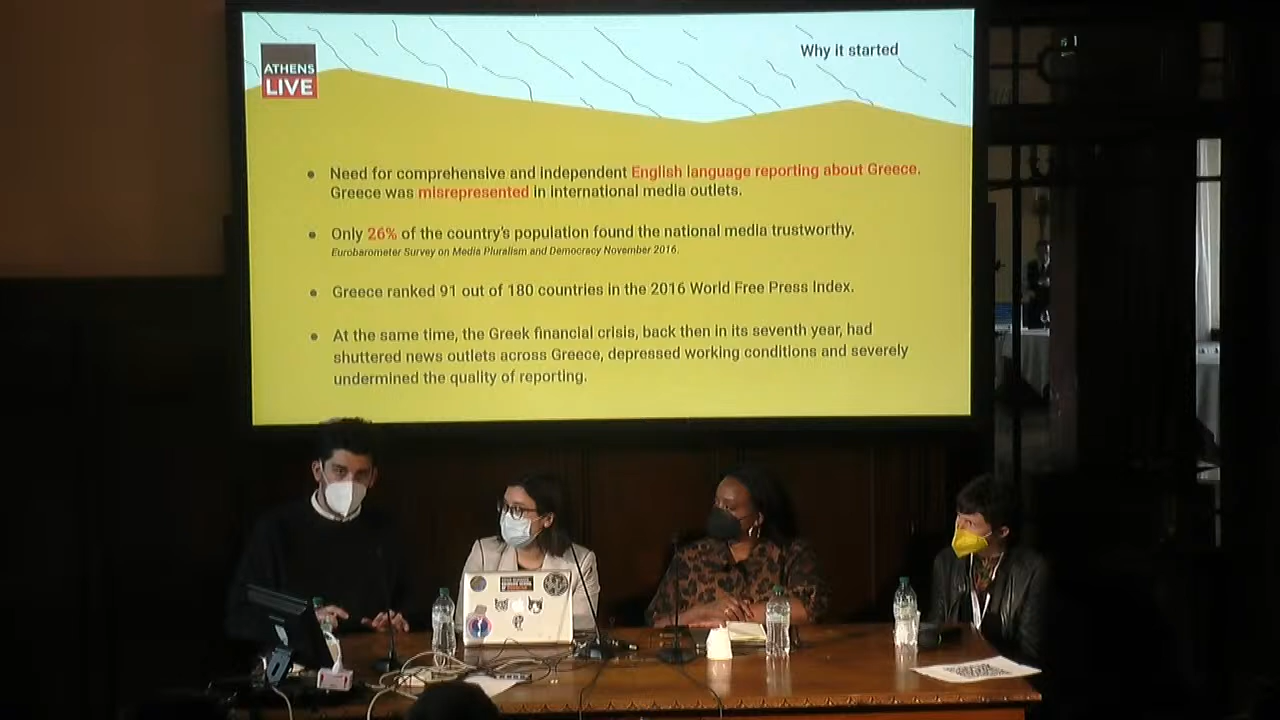 ATHENS
LIVE
Why it started
Need for comprehensive and independent English language reporting about Greece.
Greece was misrepresented in international media outlets.
Only 26% of the country's population found the national media trustworthy.
Eurobarometer Survey on Media Pluralism and Democracy November 2016.
Greece ranked 91 out of 180 countries in the 2016 World Free Press Index.
At the same time, the Greek financial crisis, back then in its seventh year, had
shuttered news outlets across Greece, depressed working conditions and severely
undermined the quality of reporting.